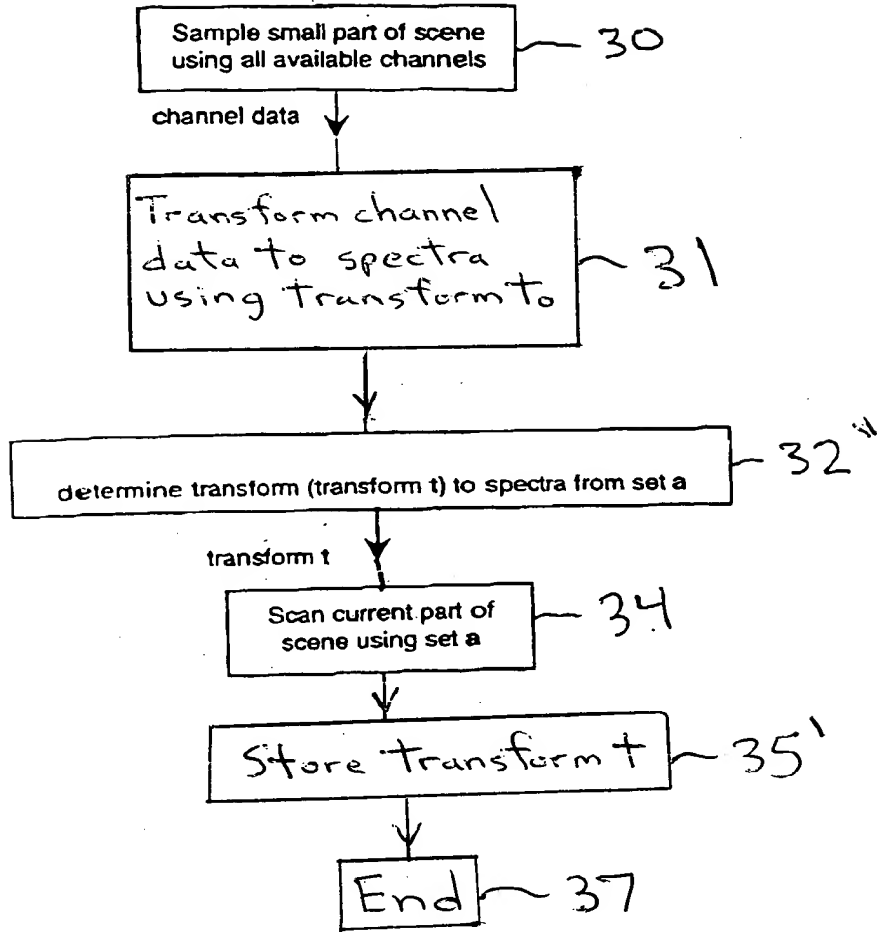 Sample small part of scene
using all available channels
30
channel data
Transform channel
data to spectra
using transform to
31
determine transform (transform t) to spectra from set a
32"
transform t
Scan current part of
scene using set a
34
Store transform t
35'
End
37